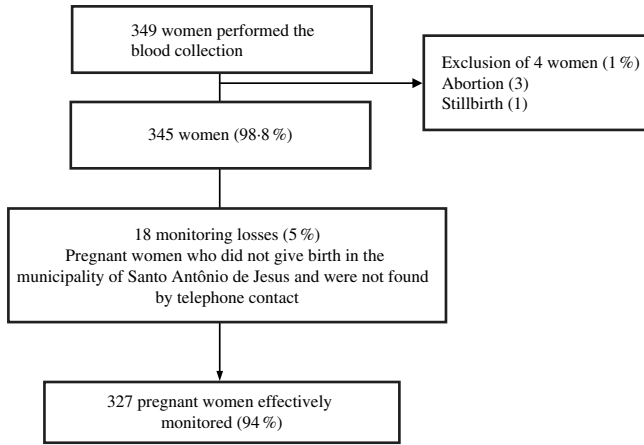 349 women performed the
blood collection
Exclusion of 4 women (1 %)
Abortion (3)
Stillbirth (1)
345 women (98·8 %)
18 monitoring losses (5 %)
Pregnant women who did not give birth in the
municipality of Santo Antônio de Jesus and were not found
by telephone contact
327 pregnant women effectively
monitored (94 %)